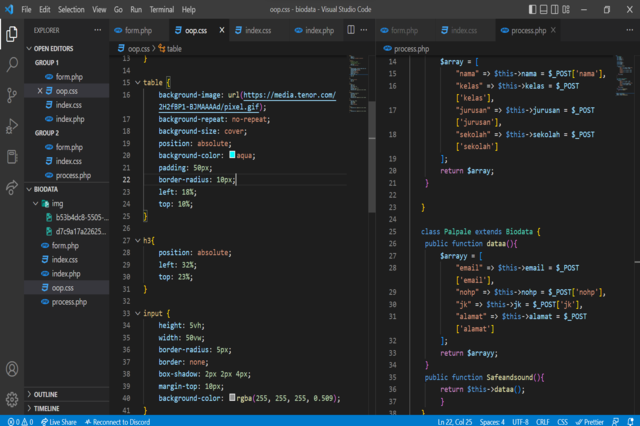 File Edit Selection View Go Run Terminal Help
oop.css - biodata - Visual Studio Code
EXPLORER
OPEN EDITORS
GROUP 1
form.php
oop.css
index.css
index.php
GROUP 2
form.php
index.css
process.php
BIODATA
img
b53b4dc8-5505-...
d7c9a17a22625...
form.php
index.css
index.php
oop.css
process.php
OUTLINE
TIMELINE
form.php oop.css index.css index.php
oop.css > table
13 }
14
15 table {
16 background-image: url(https://media.tenor.com/
2H2fBP1-BJMAAAAd/pixel.gif);
17 background-repeat: no-repeat;
18 background-size: cover;
19 position: absolute;
20 background-color: aqua;
21 padding: 50px;
22 border-radius: 10px;
23 left: 18%;
24 top: 10%;
25 }
26
27 h3{
28 position: absolute;
29 left: 32%;
30 top: 23%;
31 }
32
33 input {
34 height: 5vh;
35 width: 50vw;
36 border-radius: 5px;
37 border: none;
38 box-shadow: 2px 2px 4px;
39 margin-top: 10px;
40 background-color: rgba(255, 255, 255, 0.509);
41 }
form.php index.css process.php
process.php
14 $array = [
15 "nama" => $this->nama = $_POST['nama'],
16 "kelas" => $this->kelas = $_POST
['kelas'],
17 "jurusan" => $this->jurusan = $_POST
['jurusan'],
18 "sekolah" => $this->sekolah = $_POST
['sekolah']
19 ];
20 return $array;
21 }
22
23 }
24
25 class Palpale extends Biodata {
26 public function dataa(){
27 $arrayy = [
28 "email" => $this->email = $_POST
['email'],
29 "nohp" => $this->nohp = $_POST['nohp'],
30 "jk" => $this->jk = $_POST['jk'],
31 "alamat" => $this->alamat = $_POST
['alamat']
32 ];
33 return $arrayy;
34 }
35 public function Safeandsound(){
36 return $this->dataa();
37 }
0 0 Live Share Reconnect to Discord
Ln 22, Col 25 Spaces: 4 UTF-8 CRLF CSS Prettier